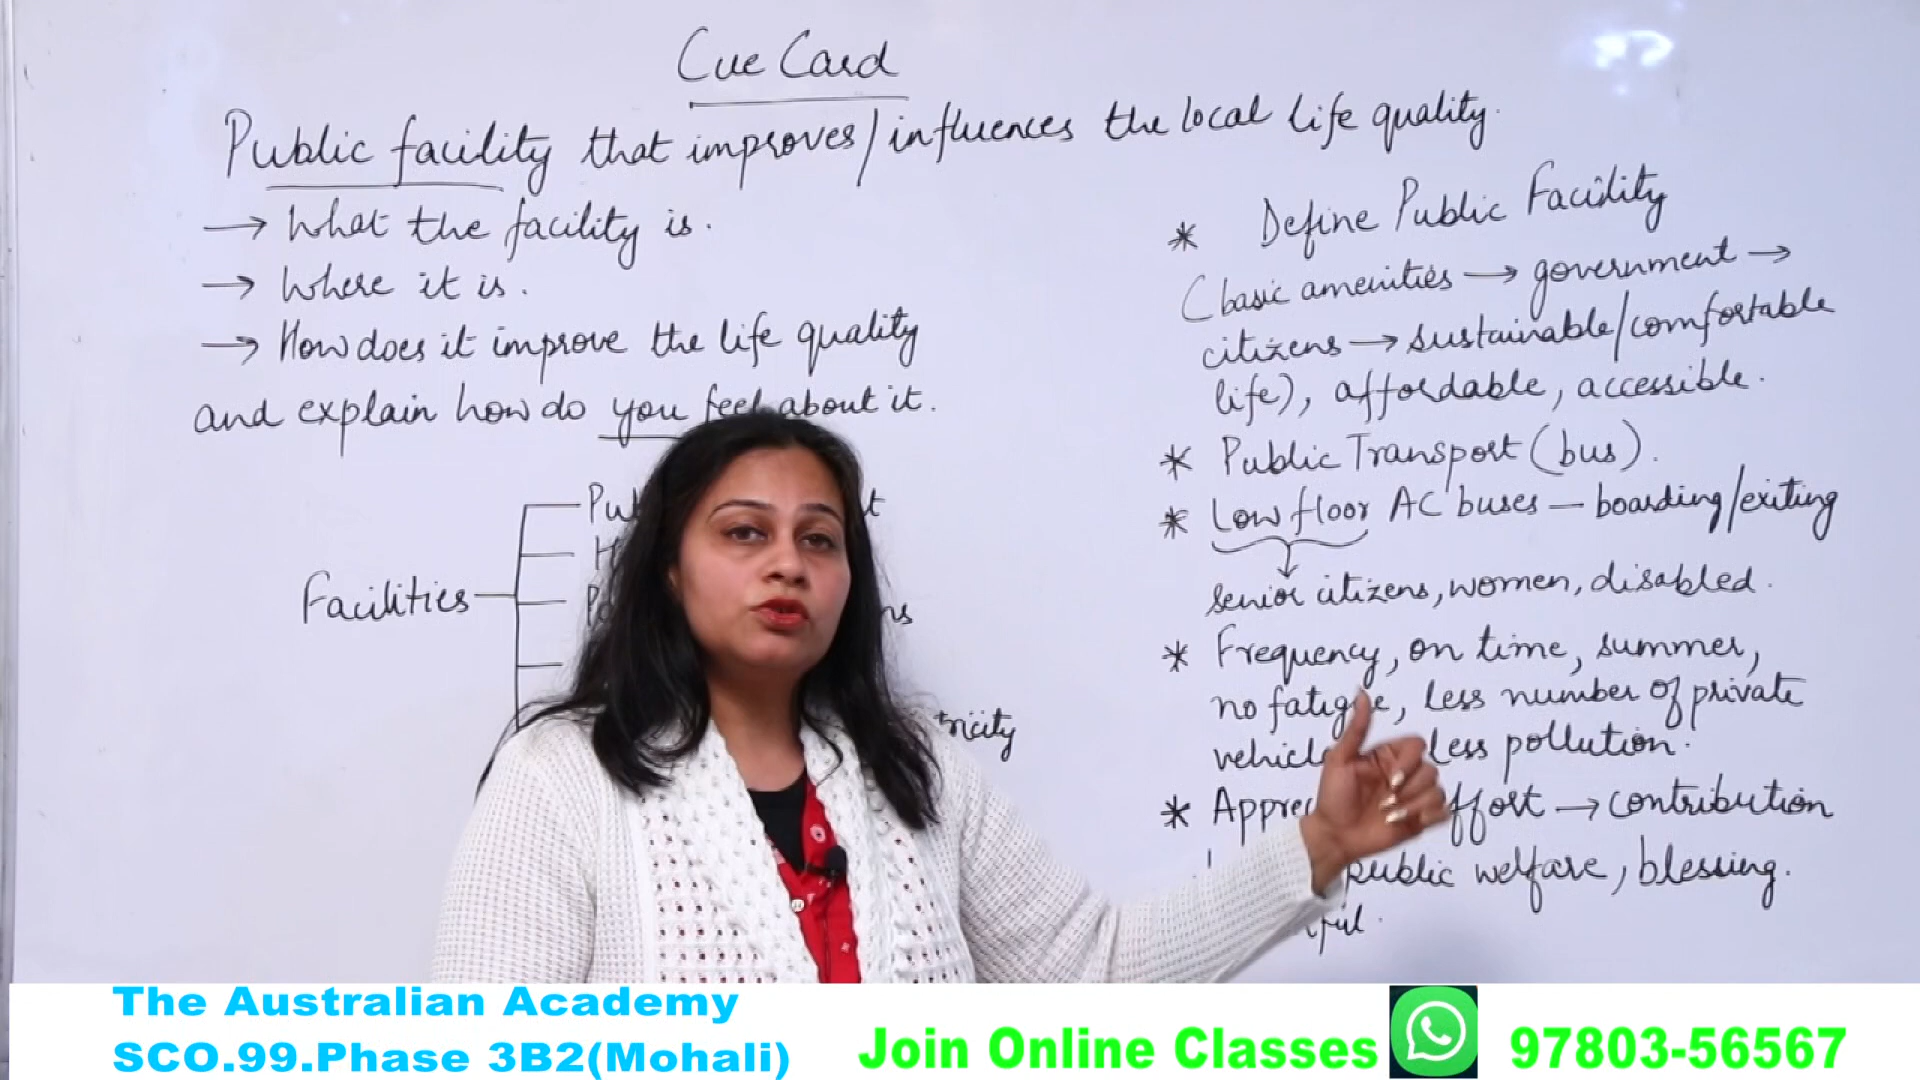 Cue Card
Public facility that improves/influences the local life quality.
→ What the facility is.
→ Where it is.
→ How does it improve the life quality
and explain how do you feel about it.
Facilities
* Define Public Facility
(basic amenities → government →
citizens → sustainable/comfortable
life), affordable, accessible.
* Public Transport (bus).
* Low floor AC buses - boarding/exiting
senior citizens, women, disabled.
* Frequency, on time, summer,
no fatigue, less number of private
less pollution.
* → contribution
public welfare, blessing.
The Australian Academy
SCO.99.Phase 3B2(Mohali)
Join Online Classes
97803-56567